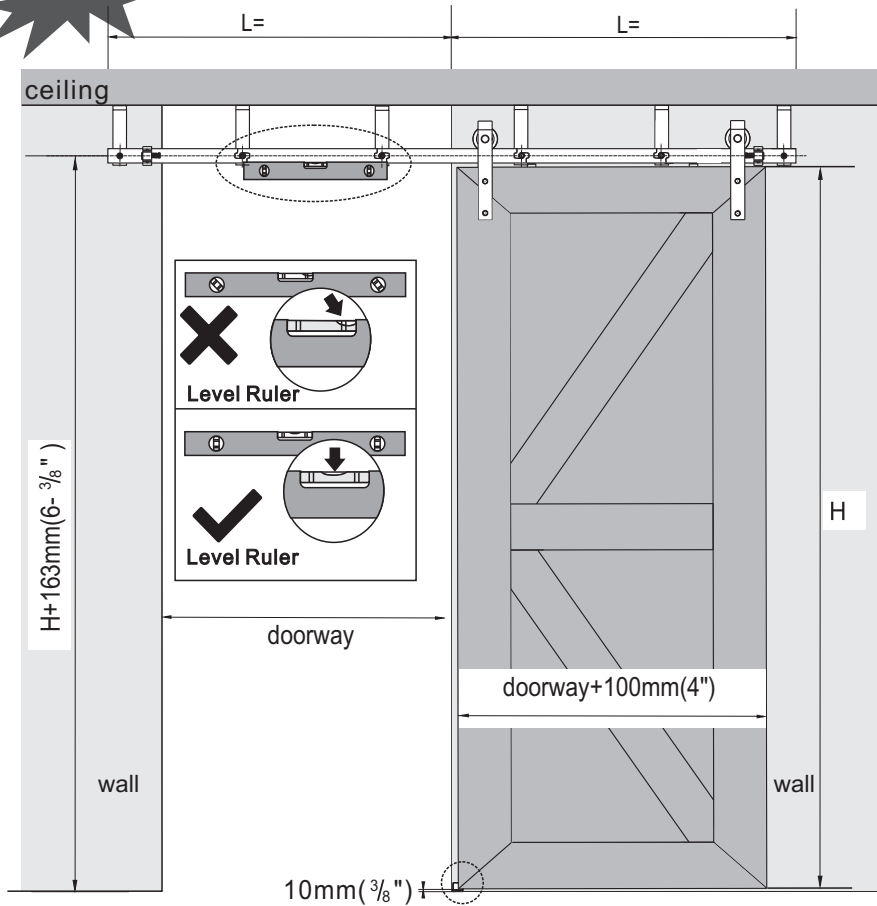 L=
L=
ceiling
Level Ruler
Level Ruler
H+163mm(6- 3/8")
H
doorway
doorway+100mm(4")
wall
wall
10mm(3/8")